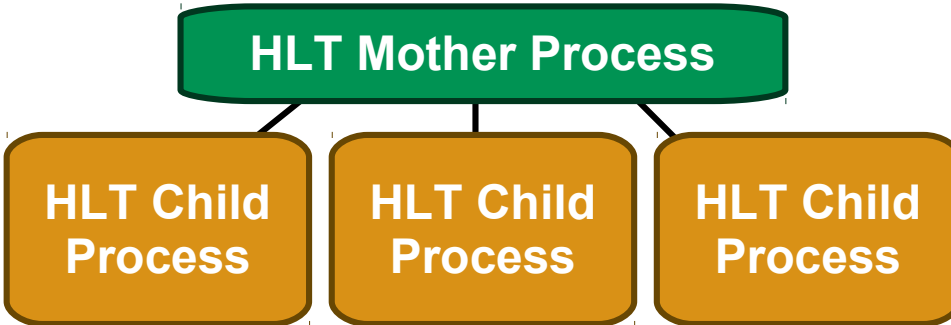 HLT Mother Process
HLT Child
Process
HLT Child
Process
HLT Child
Process